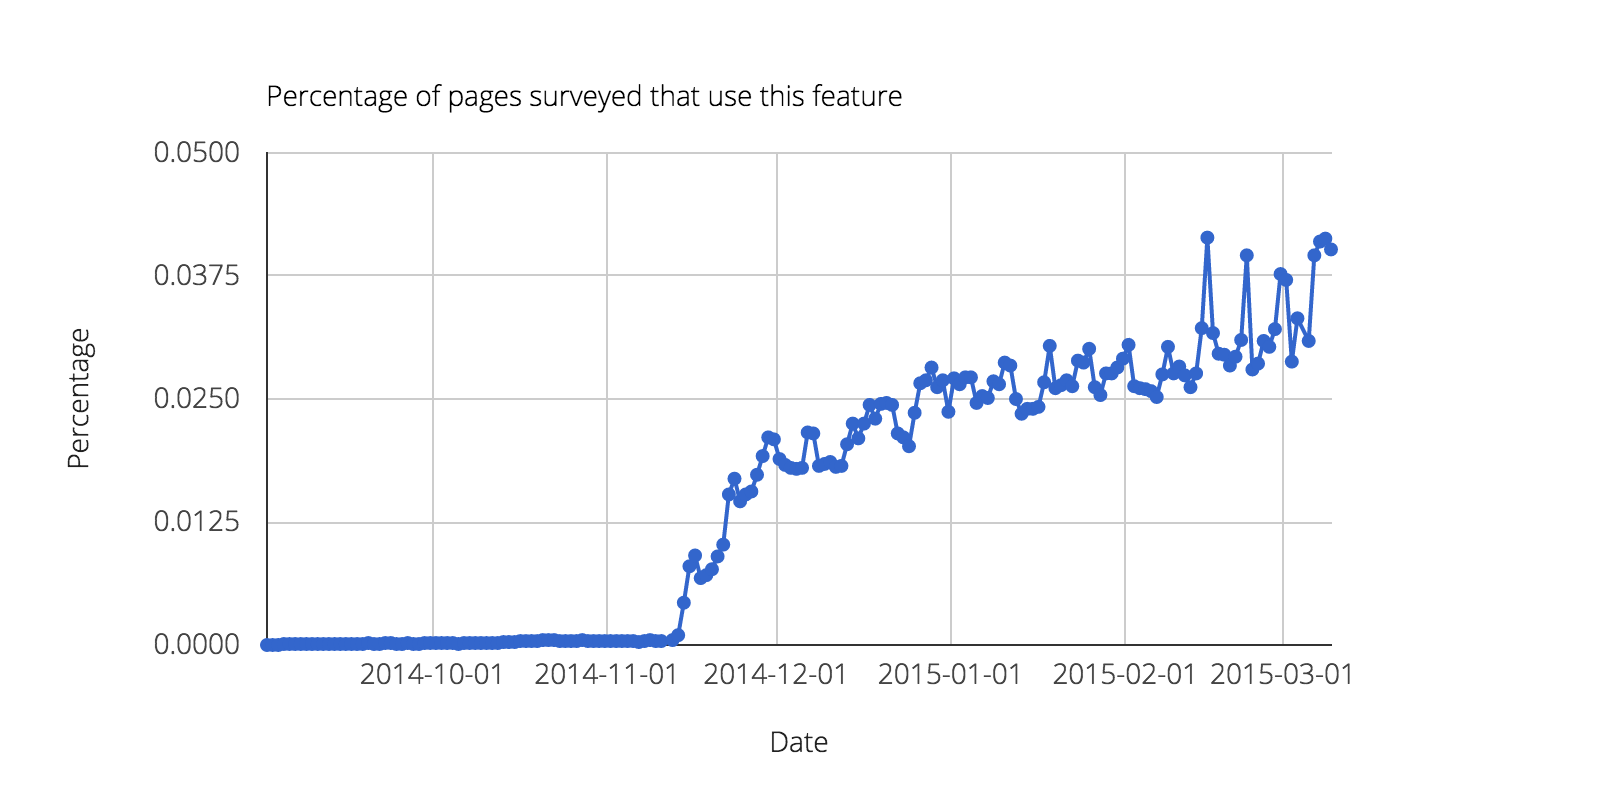 Percentage of pages surveyed that use this feature
0.0500
0.0375
0.0250
0.0125
0.0000
Percentage
2014-10-01 2014-11-01 2014-12-01 2015-01-01 2015-02-01 2015-03-01
Date